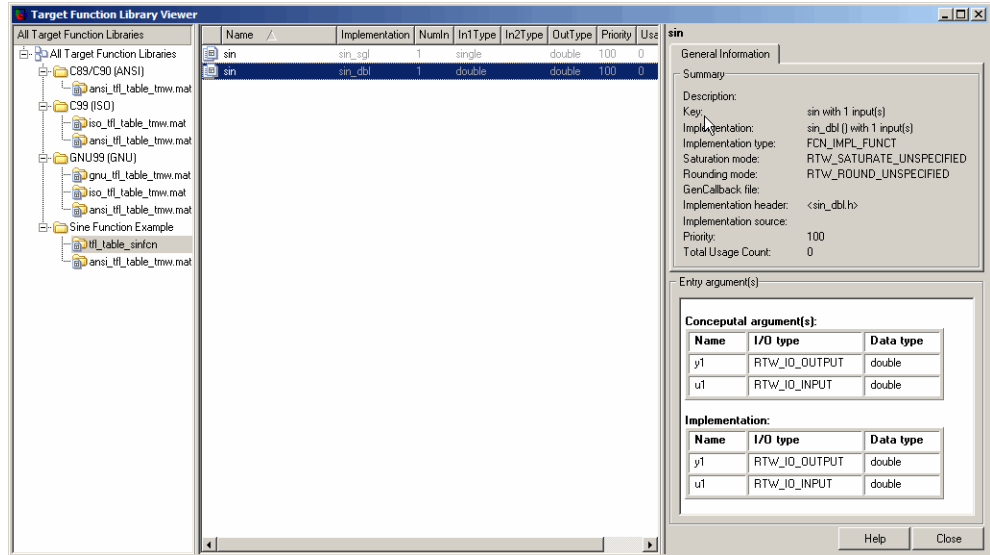 Target Function Library Viewer
All Target Function Libraries
All Target Function Libraries
C89/C90 (ANSI)
ansi_tfl_table_tmw.mat
C99 (ISO)
iso_tfl_table_tmw.mat
ansi_tfl_table_tmw.mat
GNU99 (GNU)
gnu_tfl_table_tmw.mat
iso_tfl_table_tmw.mat
ansi_tfl_table_tmw.mat
Sine Function Example
tfl_table_sinfcn
ansi_tfl_table_tmw.mat
Name Implementation NumIn In1Type In2Type OutType Priority Usa
sin sin_sgl 1 single double 100 0
sin sin_dbl 1 double double 100 0
sin
General Information
Summary
Description:
Key: sin with 1 input(s)
Implementation: sin_dbl () with 1 input(s)
Implementation type: FCN_IMPL_FUNCT
Saturation mode: RTW_SATURATE_UNSPECIFIED
Rounding mode: RTW_ROUND_UNSPECIFIED
GenCallback file:
Implementation header: <sin_dbl.h>
Implementation source:
Priority: 100
Total Usage Count: 0
Entry argument(s)
Conceputal argument(s):
Name I/O type Data type
y1 RTW_IO_OUTPUT double
u1 RTW_IO_INPUT double
Implementation:
Name I/O type Data type
y1 RTW_IO_OUTPUT double
u1 RTW_IO_INPUT double
Help Close